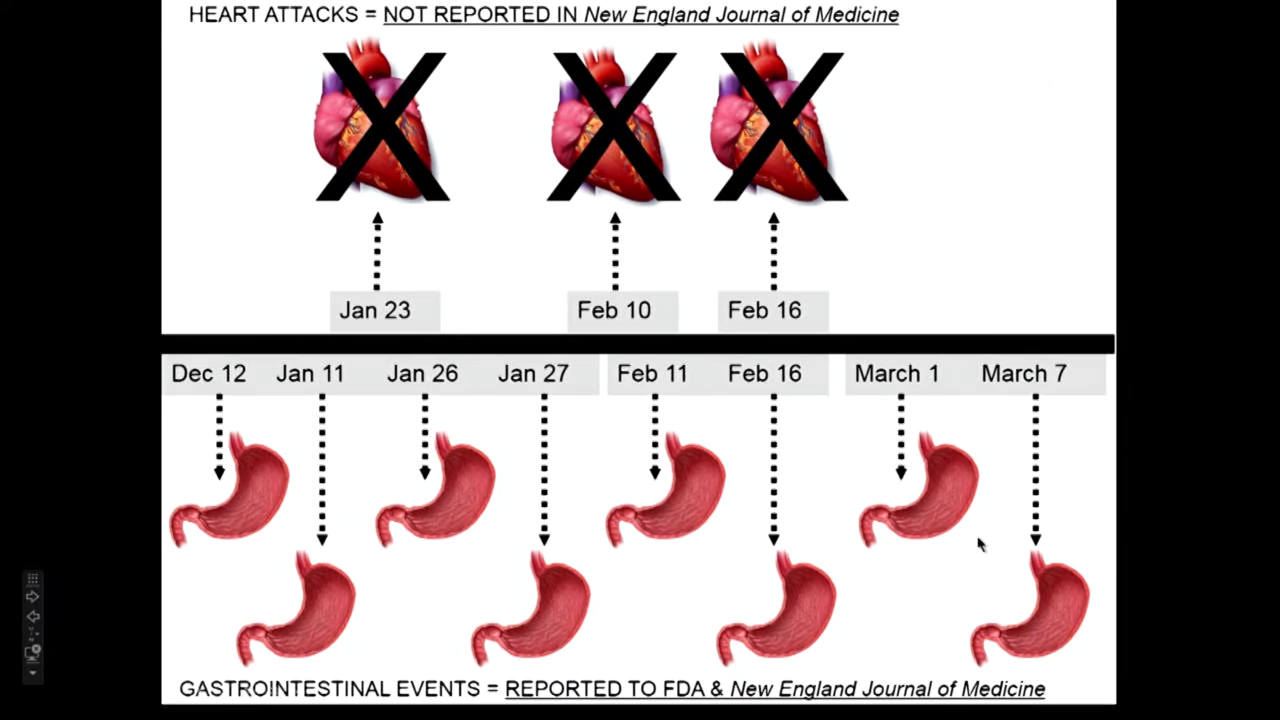 HEART ATTACKS = NOT REPORTED IN New England Journal of Medicine
Jan 23 Feb 10 Feb 16
Dec 12 Jan 11 Jan 26 Jan 27 Feb 11 Feb 16 March 1 March 7
GASTROINTESTINAL EVENTS = REPORTED TO FDA & New England Journal of Medicine